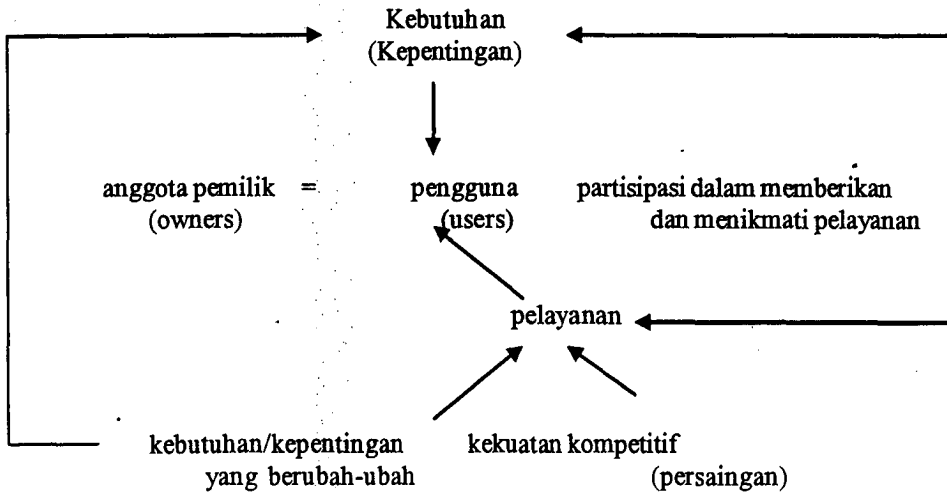 Kebutuhan
(Kepentingan)
anggota pemilik = pengguna partisipasi dalam memberikan
(owners) (users) dan menikmati pelayanan
pelayanan
kebutuhan/kepentingan kekuatan kompetitif
yang berubah-ubah (persaingan)